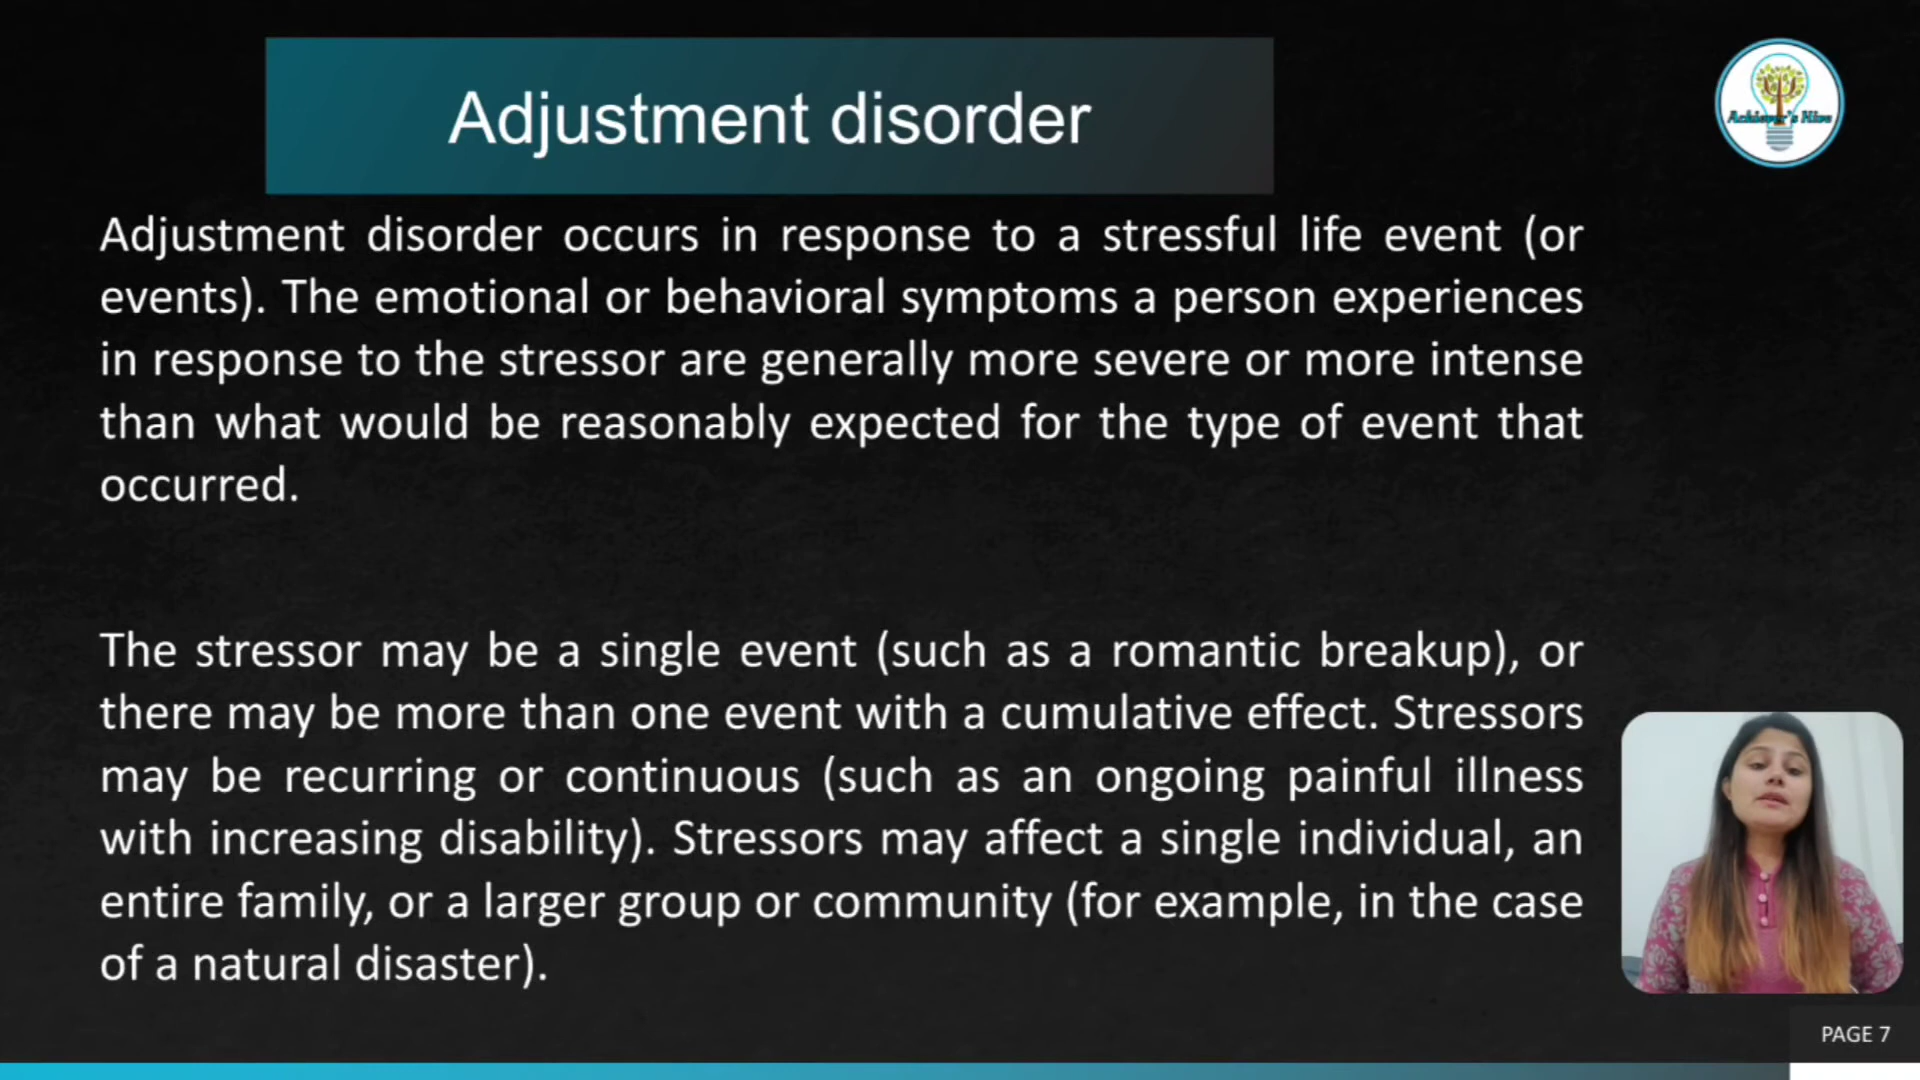 Adjustment disorder
Achiever's Hive
Adjustment disorder occurs in response to a stressful life event (or
events). The emotional or behavioral symptoms a person experiences
in response to the stressor are generally more severe or more intense
than what would be reasonably expected for the type of event that
occurred.
The stressor may be a single event (such as a romantic breakup), or
there may be more than one event with a cumulative effect. Stressors
may be recurring or continuous (such as an ongoing painful illness
with increasing disability). Stressors may affect a single individual, an
entire family, or a larger group or community (for example, in the case
of a natural disaster).
PAGE 7